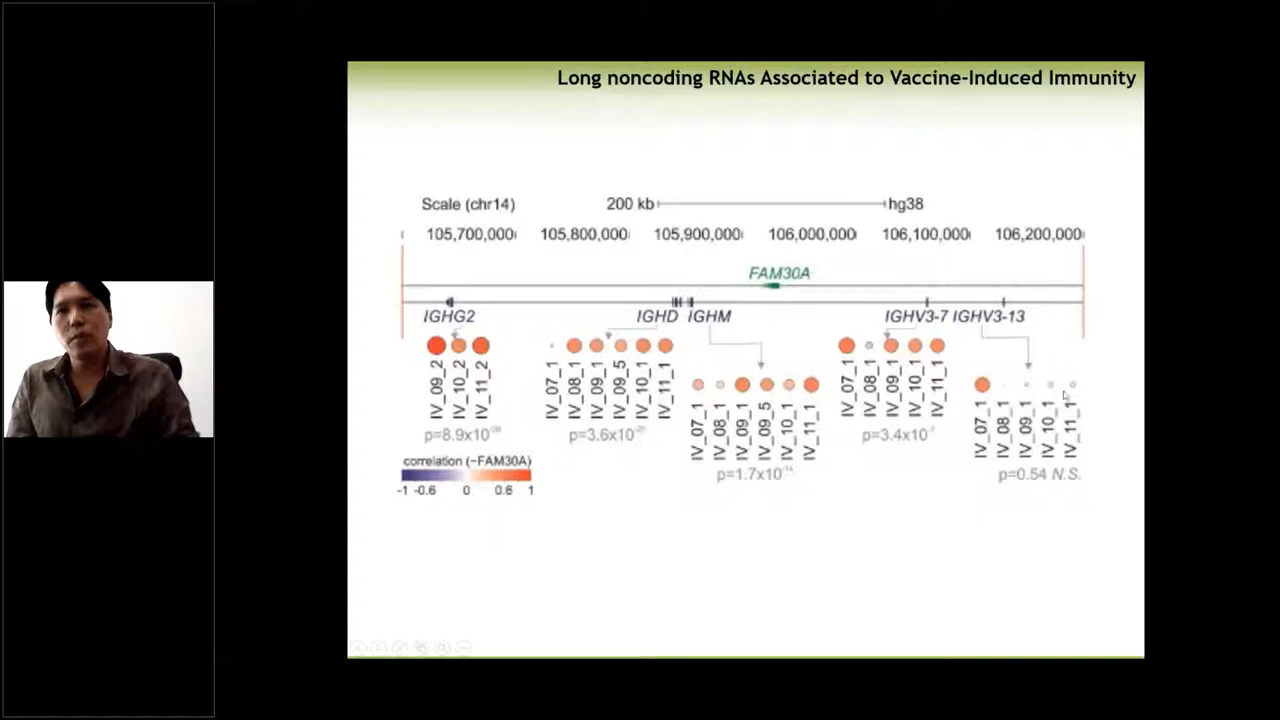 Long noncoding RNAs Associated to Vaccine-Induced Immunity
Scale (chr14) 200 kb hg38
105,700,000 105,800,000 105,900,000 106,000,000 106,100,000 106,200,000
FAM30A
IGHG2 IGHD IGHM IGHV3-7 IGHV3-13
IV_09_2 IV_10_2 IV_11_2
p=8.9x10
IV_07_1 IV_08_1 IV_09_1 IV_09_5 IV_10_1 IV_11_1
p=3.6x10
IV_07_1 IV_08_1 IV_09_1 IV_09_5 IV_10_1 IV_11_1
p=1.7x10
IV_07_1 IV_08_1 IV_09_1 IV_10_1 IV_11_1
p=3.4x10
IV_07_1 IV_08_1 IV_09_1 IV_10_1 IV_11_1
p=0.54 N.S.
correlation (~FAM30A)
-1 -0.6 0 0.6 1